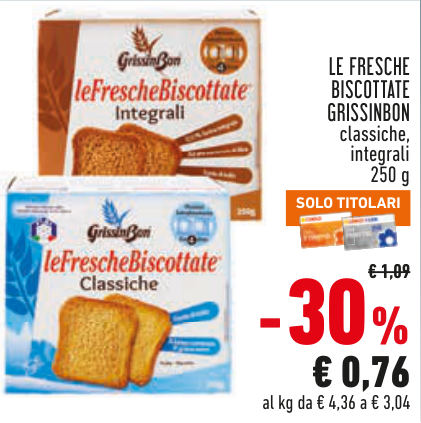 GrissinBon
leFrescheBiscottate
Integrali
250g
GrissinBon
leFrescheBiscottate
Classiche
LE FRESCHE
BISCOTTATE
GRISSINBON
classiche,
integrali
250 g
SOLO TITOLARI
€ 1,09
- 30%
€ 0,76
al kg da € 4,36 a € 3,04